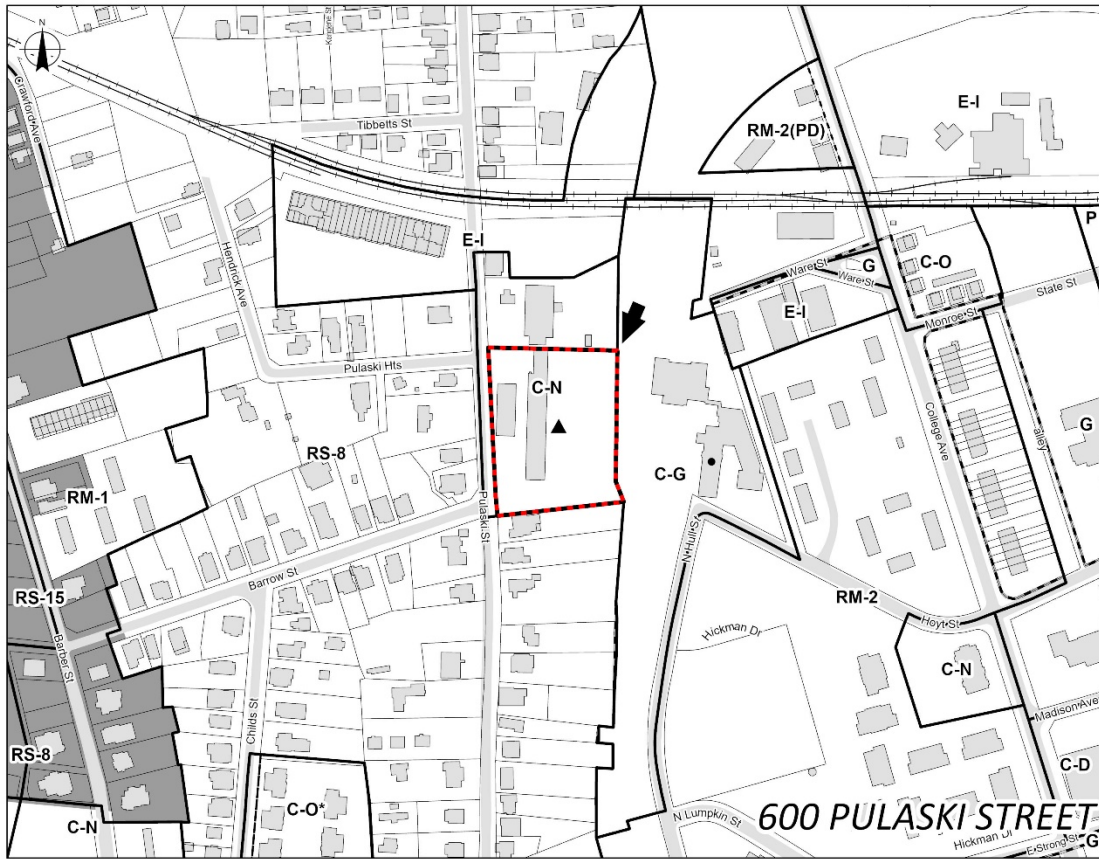 N
Kergene St
Crawford Ave
Tibbetts St
RM-2(PD)
E-I
P
E-I
Hendrick Ave
Ware St
G
Ware St
C-O
State St
Monroe St
E-I
Pulaski Hts
C-N
College Ave
alley
G
RS-8
C-G
RM-1
Pulaski St
N Hull St
Barrow St
RS-15
RM-2
Hoyt St
Barber St
Hickman Dr
C-N
Childs St
Madison Ave
RS-8
C-D
C-O*
C-N
N Lumpkin St
600 PULASKI STREET
Hickman Dr
E Strong St
G